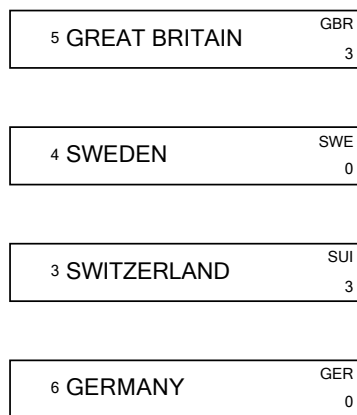 5 GREAT BRITAIN GBR
3
4 SWEDEN SWE
0
3 SWITZERLAND SUI
3
6 GERMANY GER
0